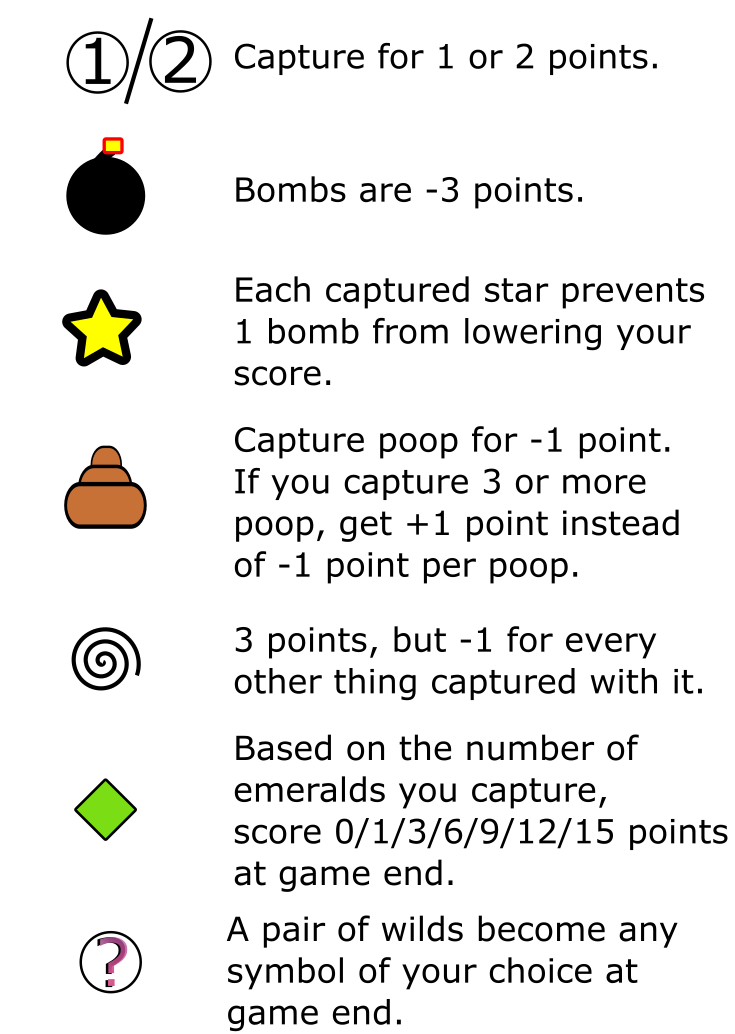 ①/② Capture for 1 or 2 points.
Bombs are -3 points.
Each captured star prevents
1 bomb from lowering your
score.
Capture poop for -1 point.
If you capture 3 or more
poop, get +1 point instead
of -1 point per poop.
3 points, but -1 for every
other thing captured with it.
Based on the number of
emeralds you capture,
score 0/1/3/6/9/12/15 points
at game end.
? A pair of wilds become any
symbol of your choice at
game end.